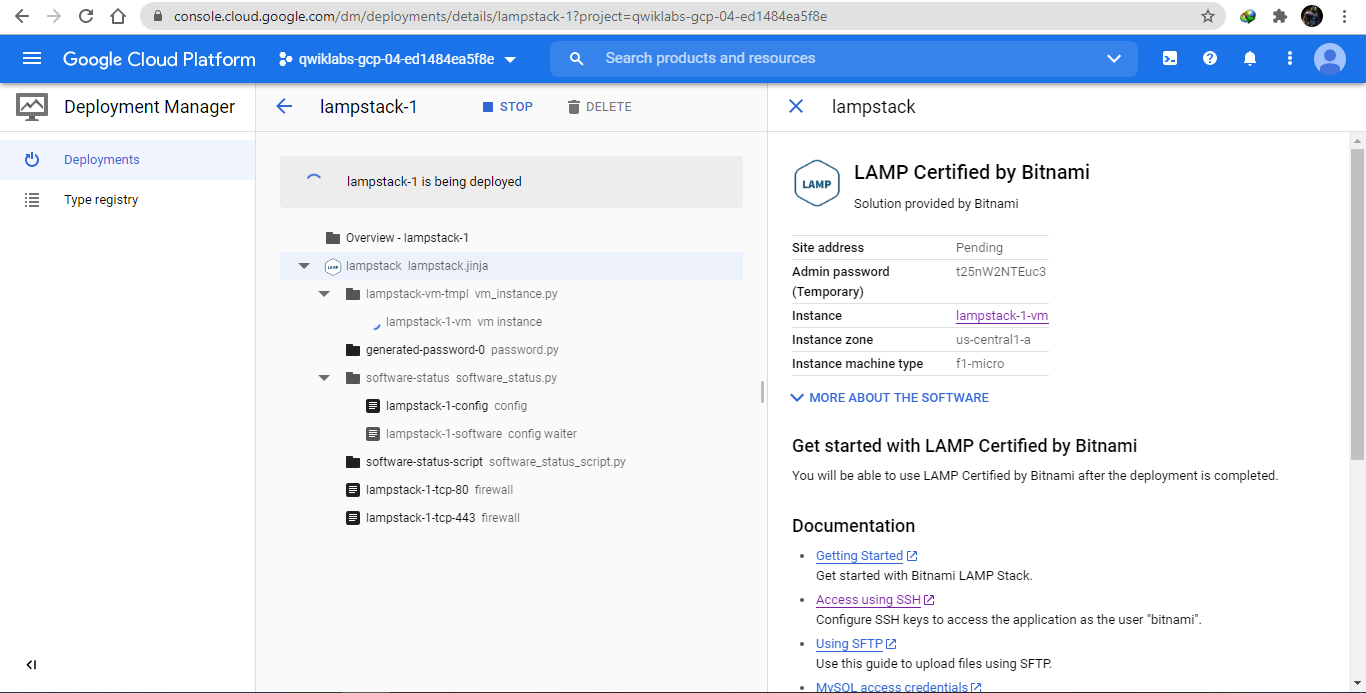 console.cloud.google.com/dm/deployments/details/lampstack-1?project=qwiklabs-gcp-04-ed1484ea5f8e
Google Cloud Platform
qwiklabs-gcp-04-ed1484ea5f8e
Search products and resources
Deployment Manager
Deployments
Type registry
lampstack-1
STOP
DELETE
lampstack-1 is being deployed
Overview - lampstack-1
lampstack lampstack.jinja
lampstack-vm-tmpl vm_instance.py
lampstack-1-vm vm instance
generated-password-0 password.py
software-status software_status.py
lampstack-1-config config
lampstack-1-software config waiter
software-status-script software_status_script.py
lampstack-1-tcp-80 firewall
lampstack-1-tcp-443 firewall
lampstack
LAMP
LAMP Certified by Bitnami
Solution provided by Bitnami
Site address Pending
Admin password t25nW2NTEuc3
(Temporary)
Instance lampstack-1-vm
Instance zone us-central1-a
Instance machine type f1-micro
MORE ABOUT THE SOFTWARE
Get started with LAMP Certified by Bitnami
You will be able to use LAMP Certified by Bitnami after the deployment is completed.
Documentation
Getting Started
Get started with Bitnami LAMP Stack.
Access using SSH
Configure SSH keys to access the application as the user "bitnami".
Using SFTP
Use this guide to upload files using SFTP.
MySQL access credentials